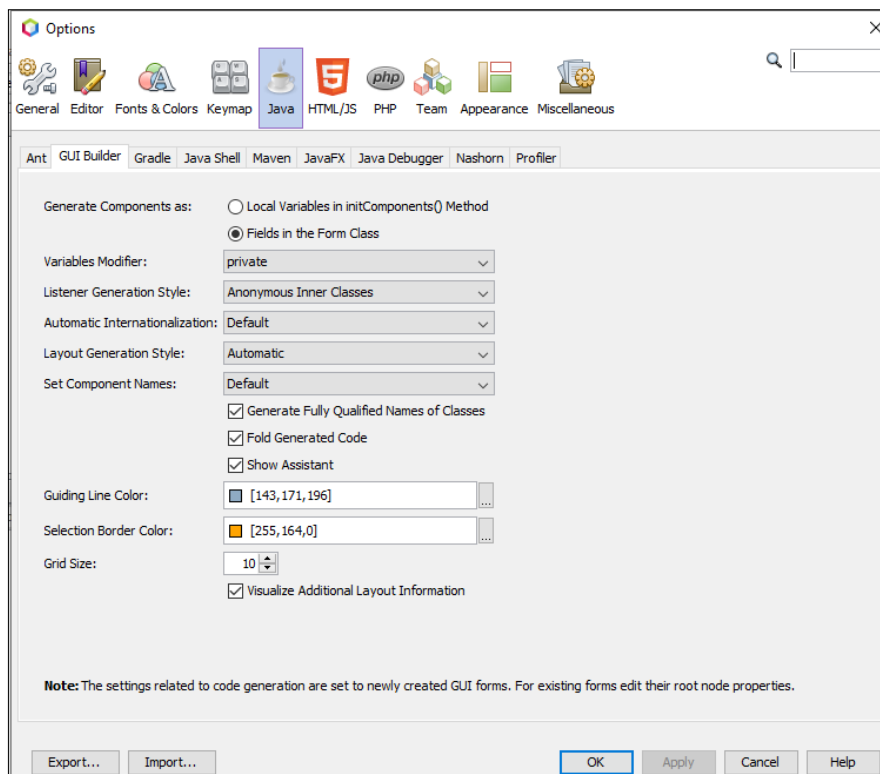 Options
General Editor Fonts & Colors Keymap Java HTML/JS PHP Team Appearance Miscellaneous
Ant GUI Builder Gradle Java Shell Maven JavaFX Java Debugger Nashorn Profiler
Generate Components as: Local Variables in initComponents() Method
Fields in the Form Class
Variables Modifier: private
Listener Generation Style: Anonymous Inner Classes
Automatic Internationalization: Default
Layout Generation Style: Automatic
Set Component Names: Default
Generate Fully Qualified Names of Classes
Fold Generated Code
Show Assistant
Guiding Line Color: [143,171,196] ...
Selection Border Color: [255,164,0] ...
Grid Size: 10
Visualize Additional Layout Information
Note: The settings related to code generation are set to newly created GUI forms. For existing forms edit their root node properties.
Export... Import... OK Apply Cancel Help